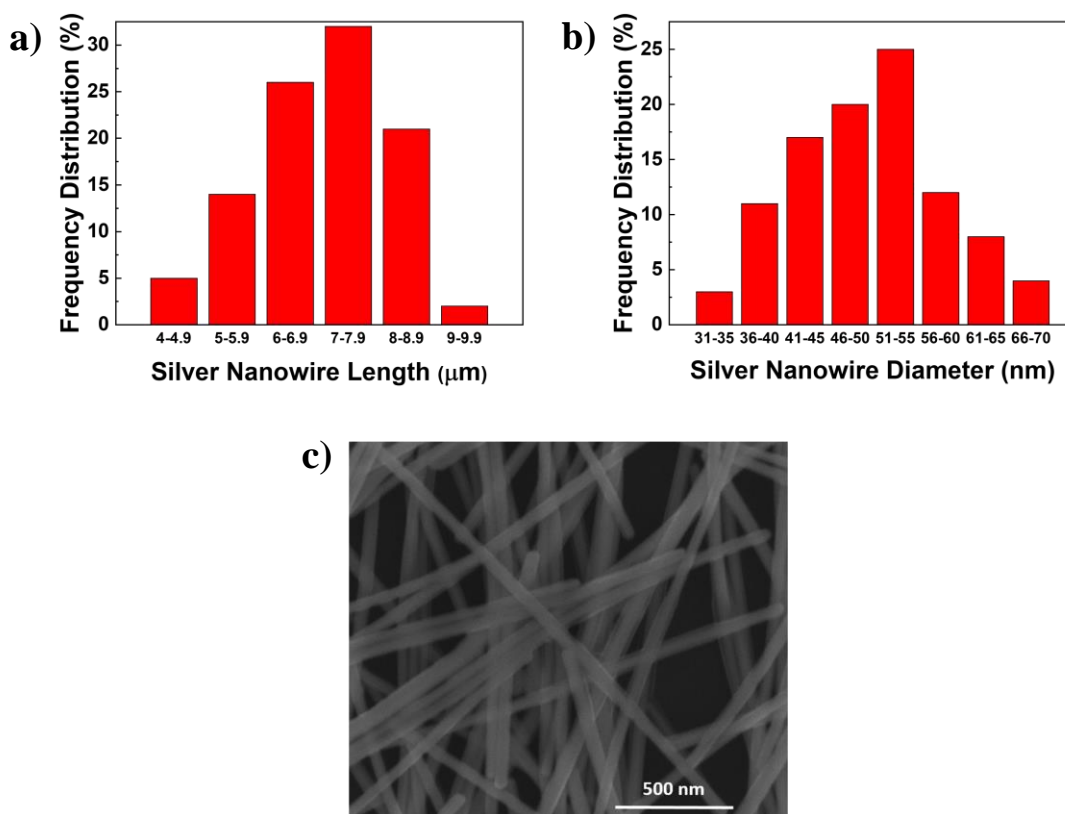 a)
Frequency Distribution (%)
30
25
20
15
10
5
0
4-4.9 5-5.9 6-6.9 7-7.9 8-8.9 9-9.9
Silver Nanowire Length (μm)
b)
Frequency Distribution (%)
25
20
15
10
5
0
31-35 36-40 41-45 46-50 51-55 56-60 61-65 66-70
Silver Nanowire Diameter (nm)
c)
500 nm